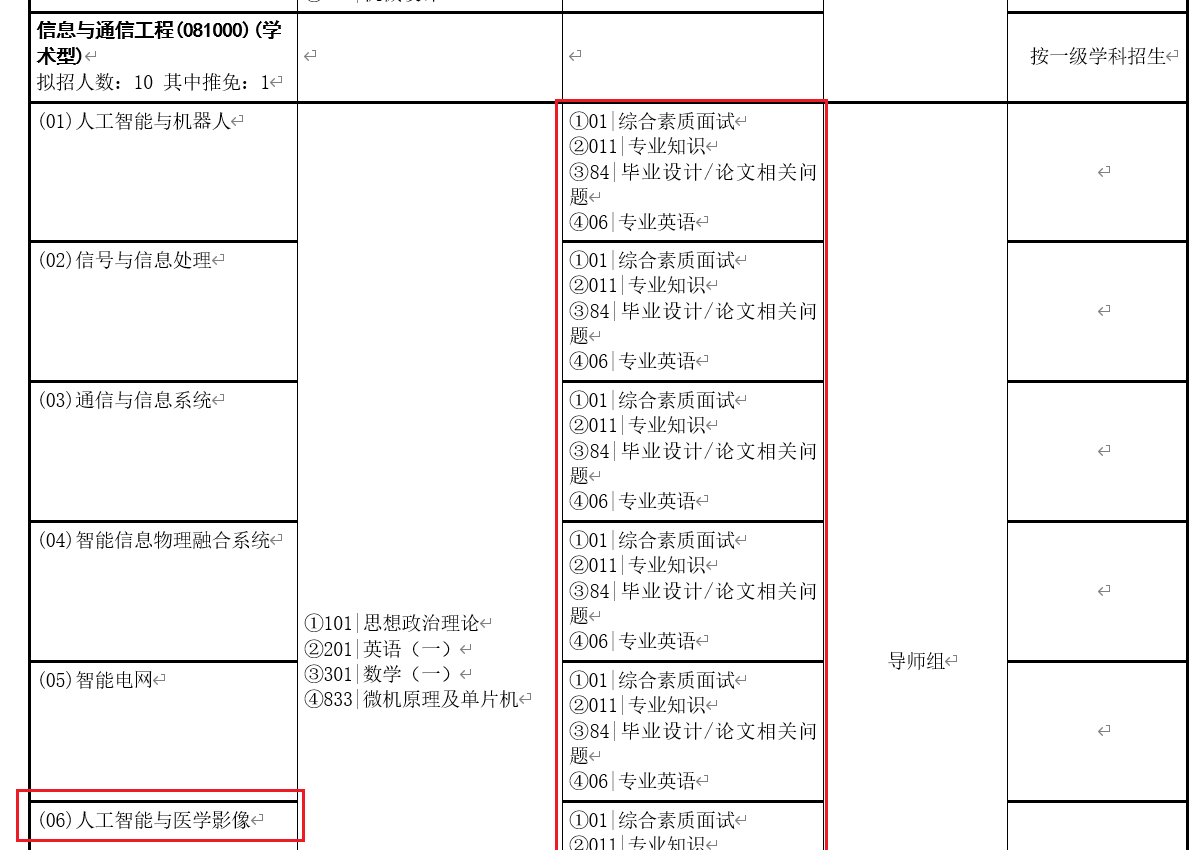 信息与通信工程(081000)(学
术型)
拟招人数：10 其中推免：1
按一级学科招生
(01)人工智能与机器人
①01|综合素质面试
②011|专业知识
③84|毕业设计/论文相关问
题
④06|专业英语
(02)信号与信息处理
①01|综合素质面试
②011|专业知识
③84|毕业设计/论文相关问
题
④06|专业英语
(03)通信与信息系统
①01|综合素质面试
②011|专业知识
③84|毕业设计/论文相关问
题
④06|专业英语
(04)智能信息物理融合系统
①01|综合素质面试
②011|专业知识
③84|毕业设计/论文相关问
题
④06|专业英语
①101|思想政治理论
②201|英语（一）
③301|数学（一）
④833|微机原理及单片机
导师组
(05)智能电网
①01|综合素质面试
②011|专业知识
③84|毕业设计/论文相关问
题
④06|专业英语
(06)人工智能与医学影像
①01|综合素质面试
②011|专业知识